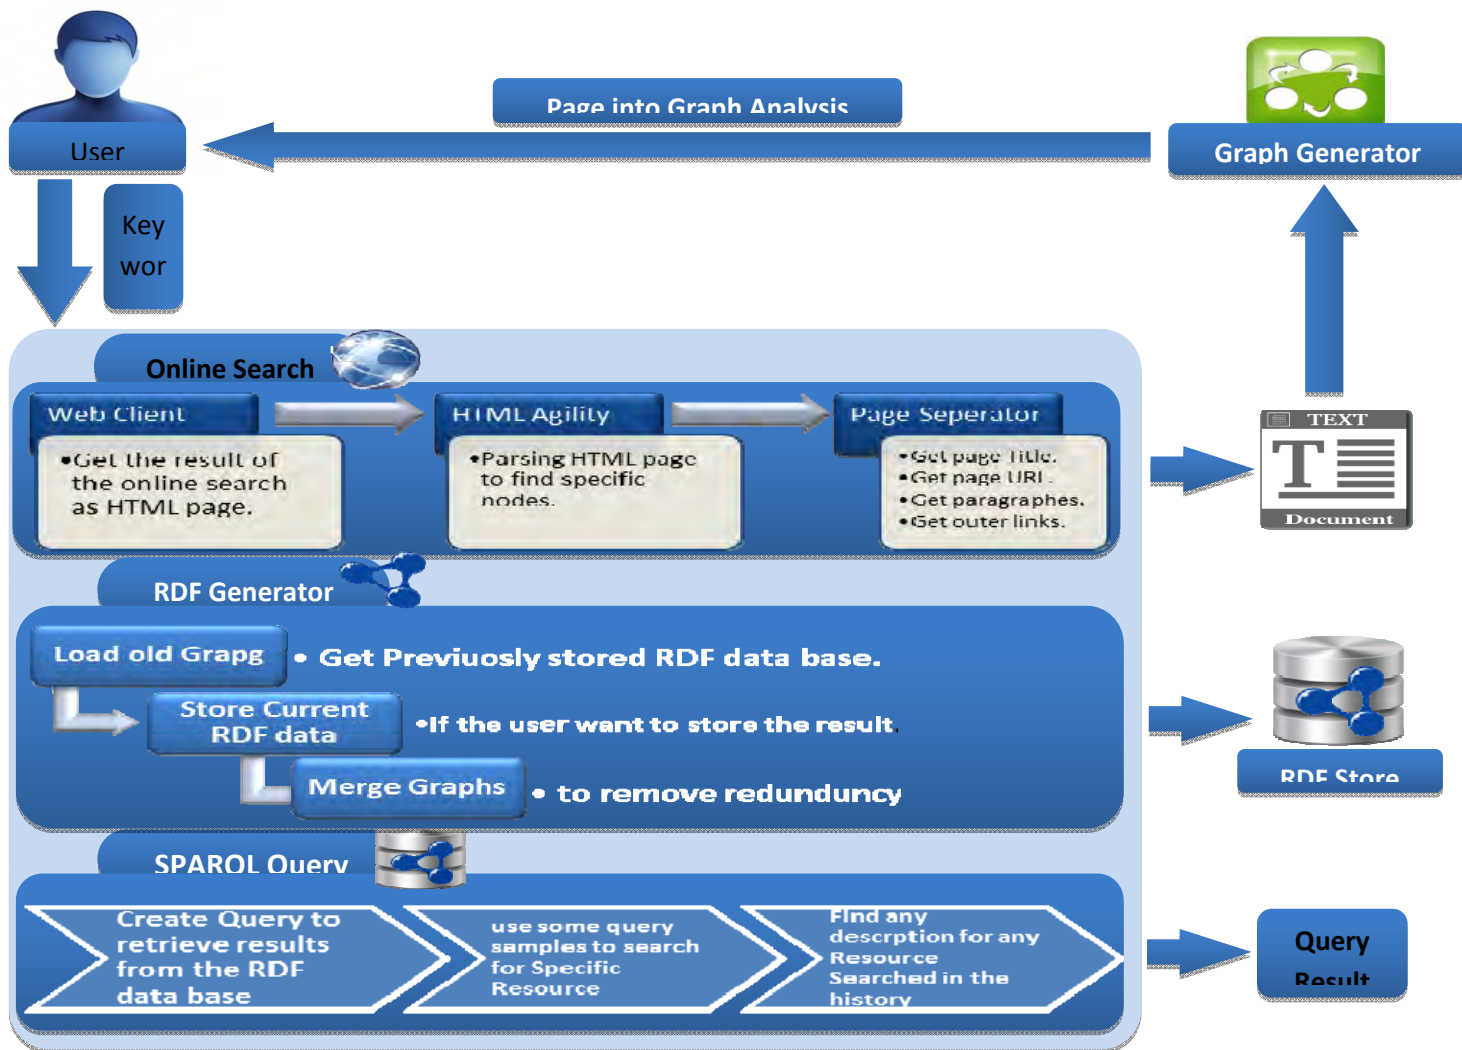 Page into Graph Analysis
User
Graph Generator
Key
wor
Online Search
Web Client
•Get the result of
the online search
as HTML page.
HTML Agility
•Parsing HTML page
to find specific
nodes.
Page Seperator
•Get page Title.
•Get page URL.
•Get paragraphes.
•Get outer links.
TEXT
T
Document
RDF Generator
Load old Grapg
• Get Previuosly stored RDF data base.
Store Current
RDF data
•If the user want to store the result.
Merge Graphs
• to remove redunduncy
RDF Store
SPARQL Query
Create Query to
retrieve results
from the RDF
data base
use some query
samples to search
for Specific
Resource
Find any
descrption for any
Resource
Searched in the
history
Query
Result